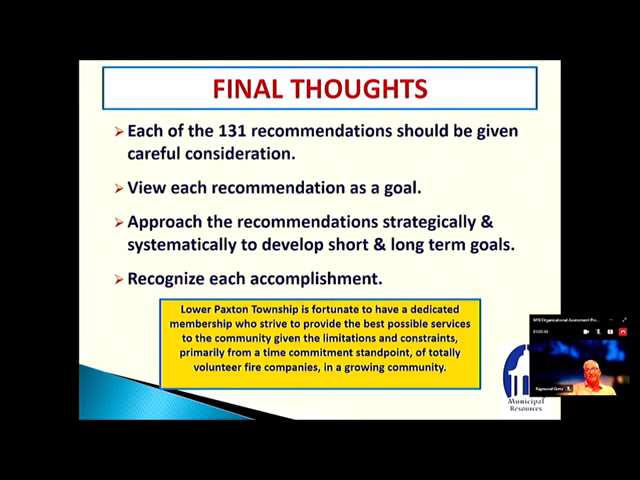 FINAL THOUGHTS
Each of the 131 recommendations should be given
careful consideration.
View each recommendation as a goal.
Approach the recommendations strategically &
systematically to develop short & long term goals.
Recognize each accomplishment.
Lower Paxton Township is fortunate to have a dedicated
membership who strive to provide the best possible services
to the community given the limitations and constraints,
primarily from a time commitment standpoint, of totally
volunteer fire companies, in a growing community.
Organizational Assessment
Raymond
Municipal
Resources